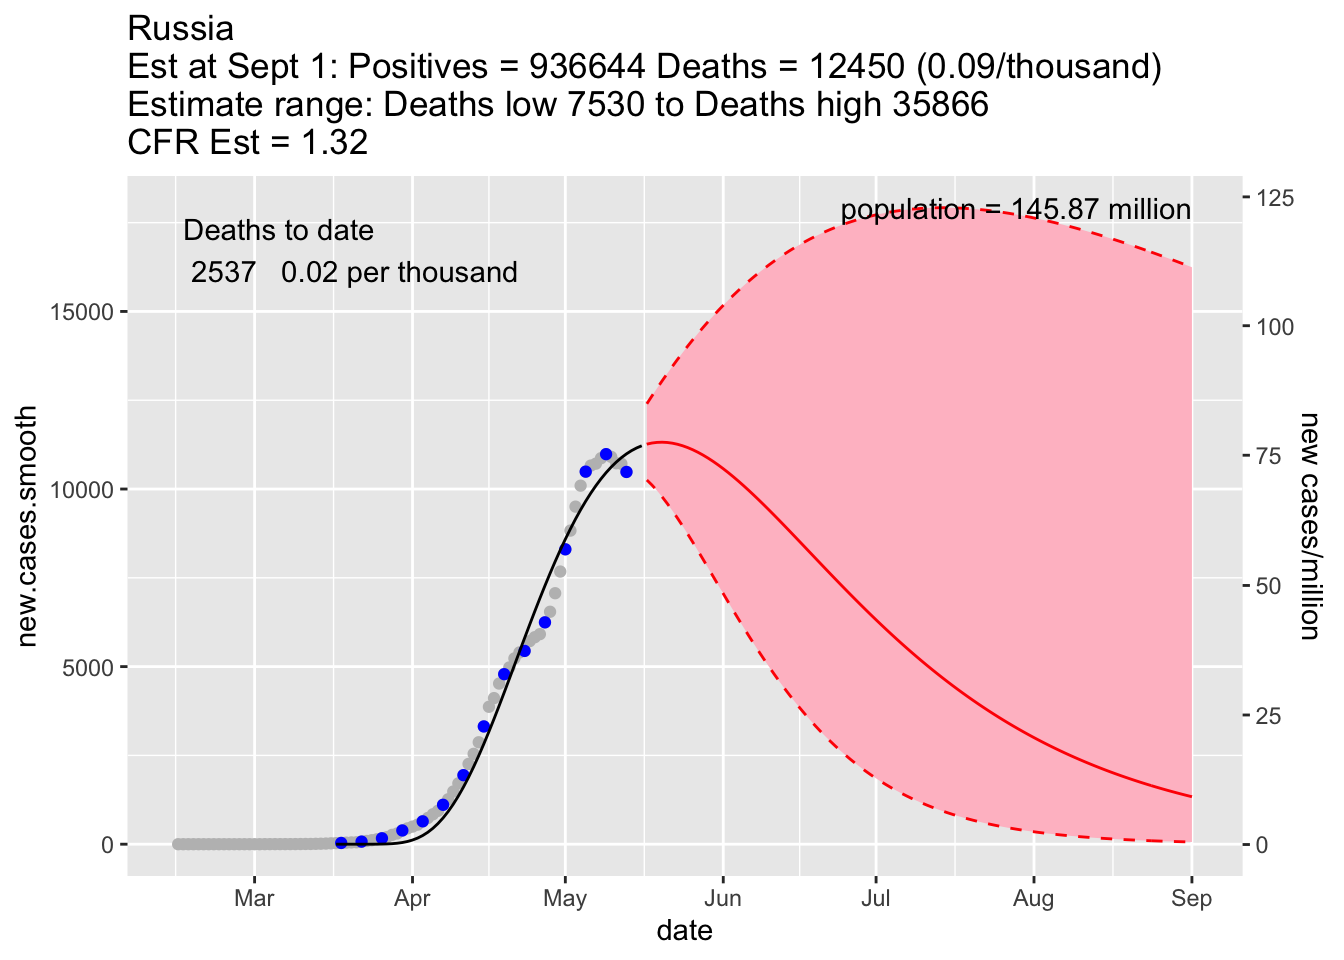 Russia
Est at Sept 1: Positives = 936644 Deaths = 12450 (0.09/thousand)
Estimate range: Deaths low 7530 to Deaths high 35866
CFR Est = 1.32
population = 145.87 million
Deaths to date
2537 0.02 per thousand
new.cases.smooth
15000
10000
5000
0
125
100
75
50
25
0
new cases/million
Mar Apr May Jun Jul Aug Sep
date